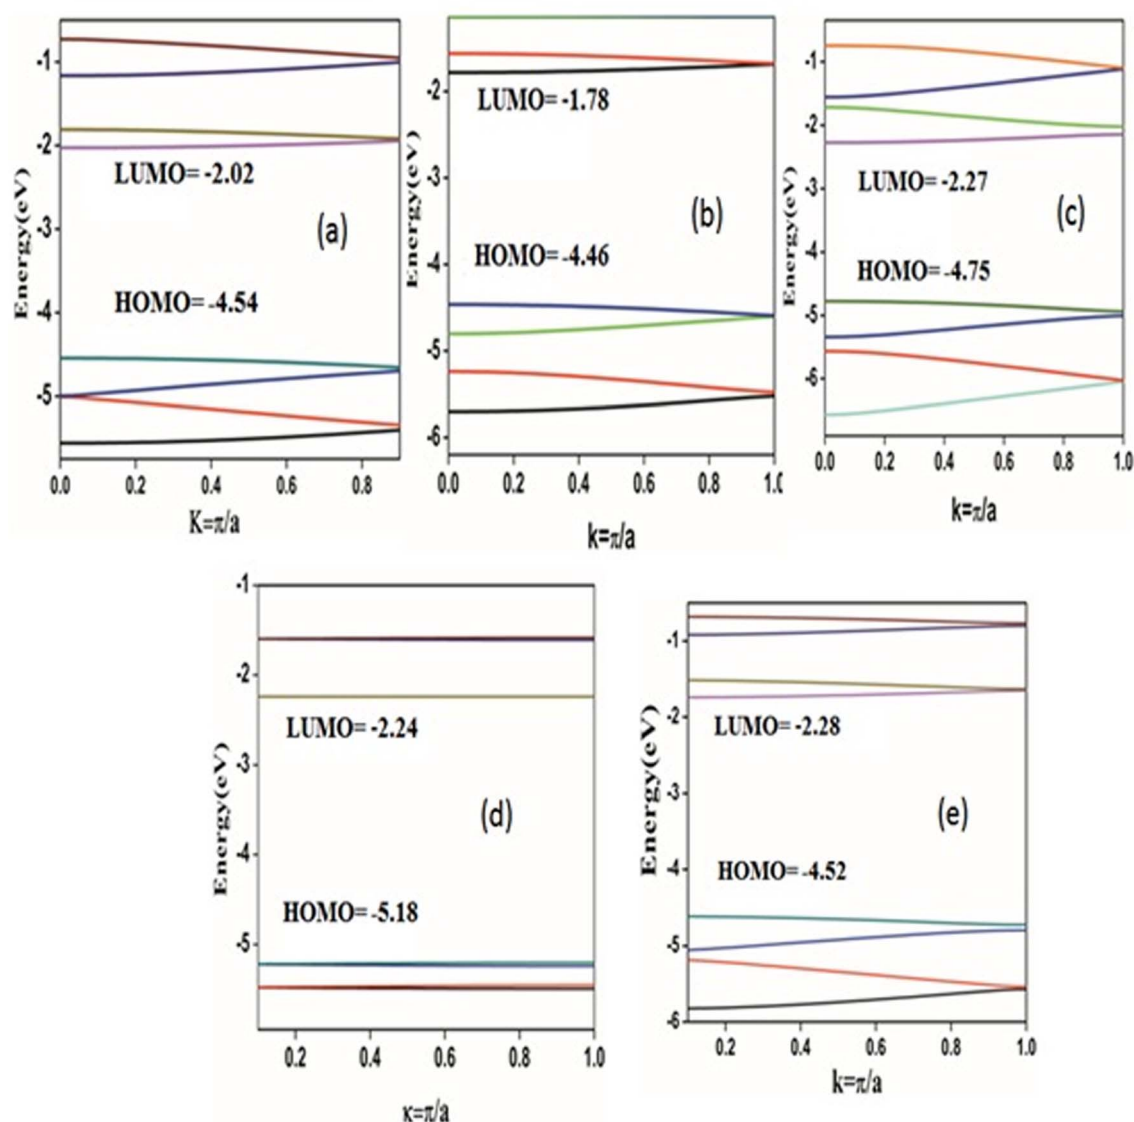 -1
-2
-3
-4
-5
Energy(eV)
LUMO= -2.02
(a)
HOMO= -4.54
0.0 0.2 0.4 0.6 0.8
K=π/a
-2
-3
-4
-5
-6
Energy(eV)
LUMO= -1.78
(b)
HOMO= -4.46
0.0 0.2 0.4 0.6 0.8 1.0
k=π/a
-1
-2
-3
-4
-5
-6
Energy(eV)
LUMO= -2.27
(c)
HOMO= -4.75
0.0 0.2 0.4 0.6 0.8 1.0
k=π/a
-1
-2
-3
-4
-5
Energy(eV)
LUMO= -2.24
(d)
HOMO= -5.18
0.2 0.4 0.6 0.8 1.0
κ=π/a
-1
-2
-3
-4
-5
-6
Energy(eV)
LUMO= -2.28
(e)
HOMO= -4.52
0.2 0.4 0.6 0.8 1.0
k=π/a